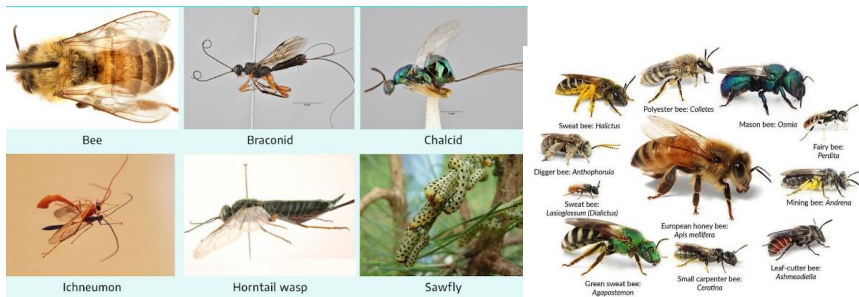 Bee
Braconid
Chalcid
Ichneumon
Horntail wasp
Sawfly
Polyester bee: Colletes
Sweat bee: Halictus
Mason bee: Osmia
Fairy bee:
Perdita
Digger bee: Anthophorula
Sweat bee:
Lasioglossum (Dialictus)
Mining bee: Andrena
European honey bee:
Apis mellifera
Green sweat bee:
Agapostemon
Small carpenter bee:
Ceratina
Leaf-cutter bee:
Ashmeadiella